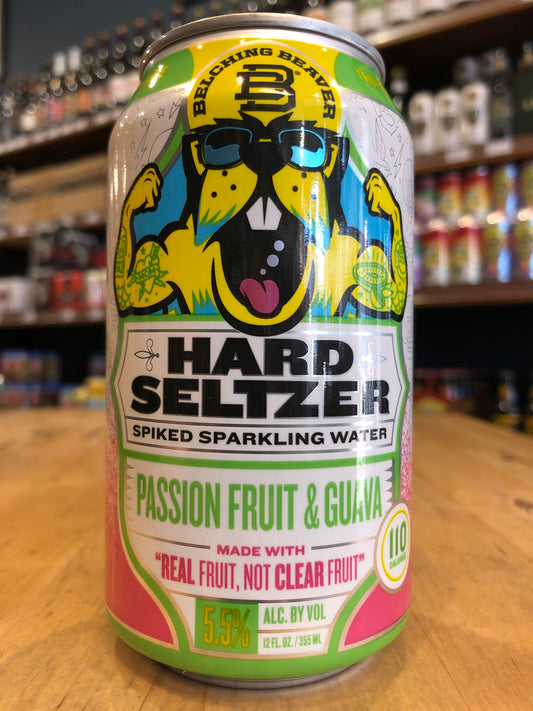 BELCHING BEAVER
BB
HARD
SELTZER
SPIKED SPARKLING WATER
PASSION FRUIT & GUAVA
MADE WITH
"REAL FRUIT, NOT CLEAR FRUIT"
110
CALORIES
5.5%
ALC. BY VOL
12 FL. OZ. / 355 ML